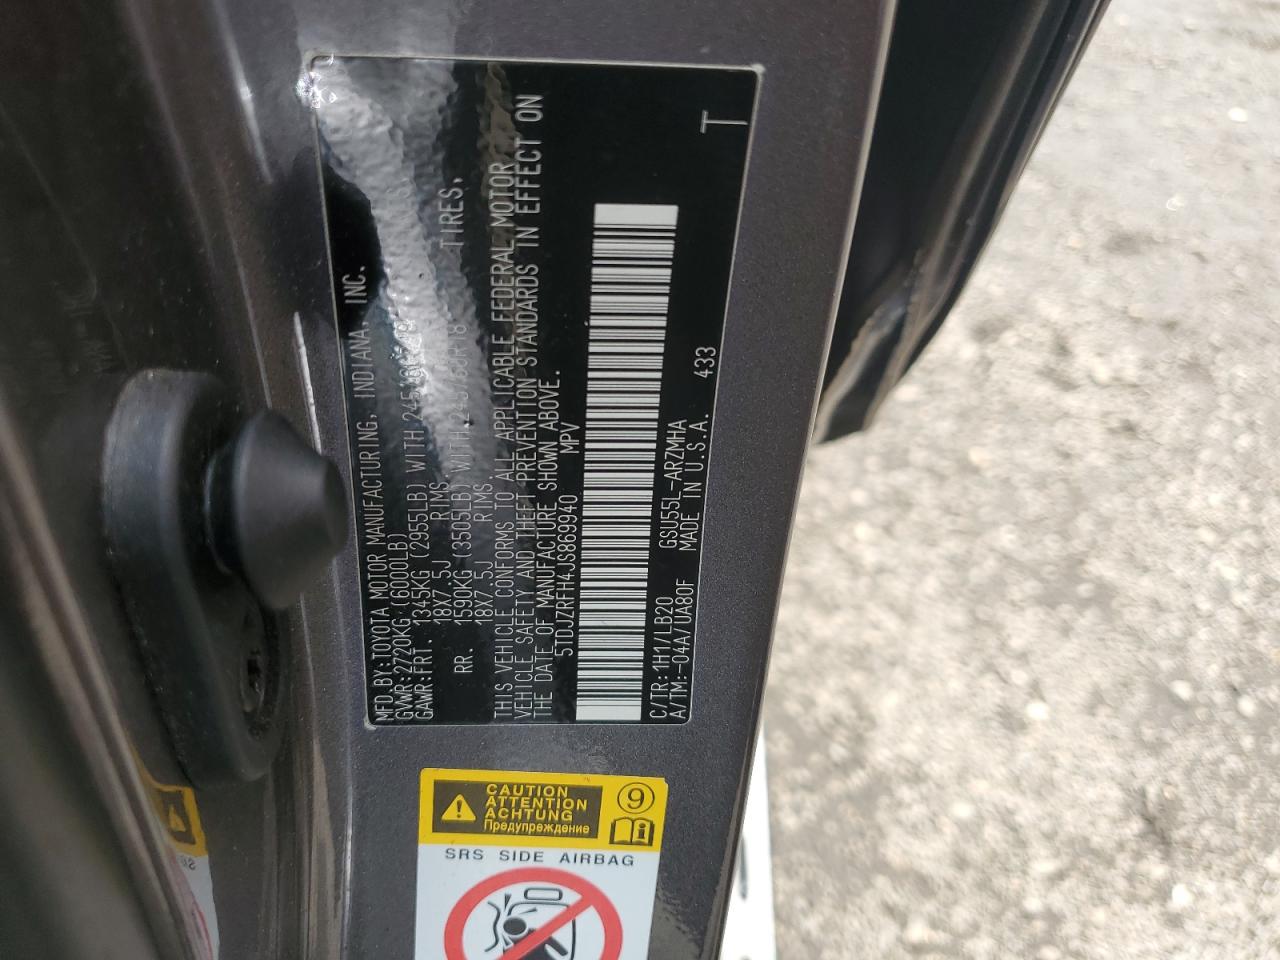 MFD.BY:TOYOTA MOTOR MANUFACTURING, INDIANA, INC.
GVWR:2720KG(6000LB)
GAWR:FRT. 1345KG (2955LB) WITH
18X7.5J RIMS
RR. 1590KG (3505LB) WITH TIRES,
18X7.5J RIMS
THIS VEHICLE CONFORMS TO ALL APPLICABLE FEDERAL MOTOR
VEHICLE SAFETY AND THEFT PREVENTION STANDARDS IN EFFECT ON
THE DATE OF MANUFACTURE SHOWN ABOVE.
5TDJZRFH4JS869940 MPV
C/TR:1H1/LB20 GSU55L-ARZMHA 433
A/TM:-04A/UA80F MADE IN U.S.A.
T
CAUTION
ATTENTION
ACHTUNG
Предупреждение
9
SRS SIDE AIRBAG